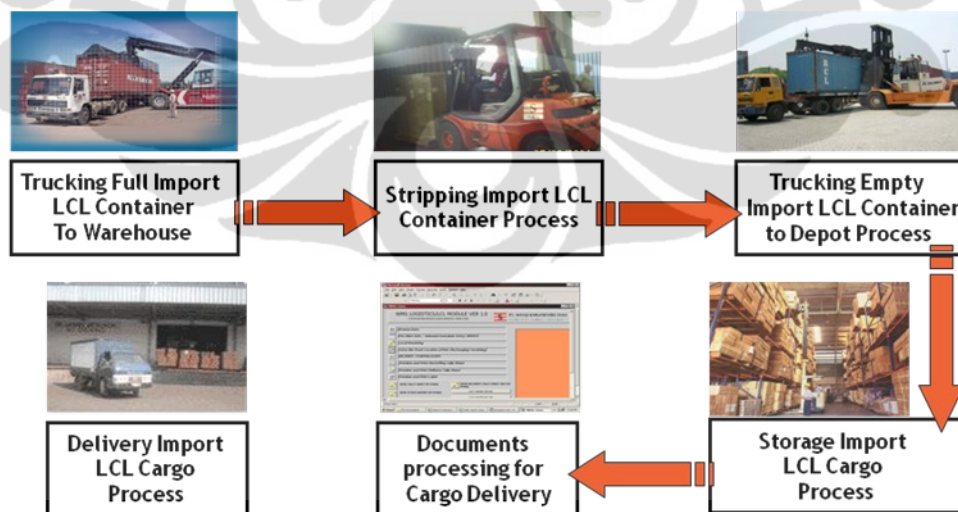 Trucking Full Import
LCL Container
To Warehouse
Stripping Import LCL
Container Process
Trucking Empty
Import LCL Container
to Depot Process
Delivery Import
LCL Cargo
Process
Documents
processing for
Cargo Delivery
Storage Import
LCL Cargo
Process